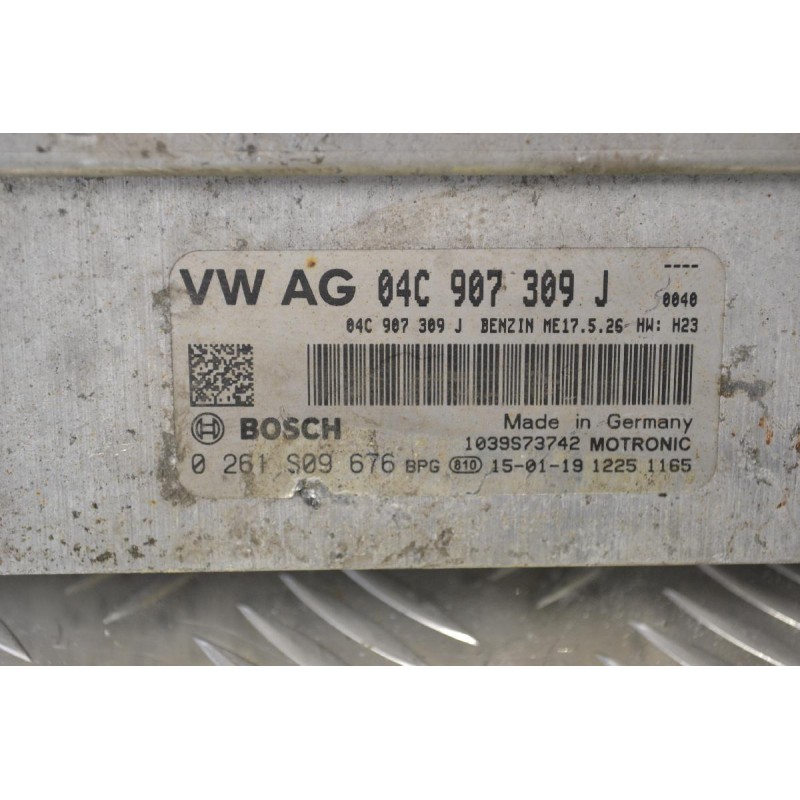 ----
VW AG 04C 907 309 J 0040
04C 907 309 J BENZIN ME17.5.26 HW: H23
BOSCH Made in Germany
1039S73742 MOTRONIC
0 261 S09 676 BPG 810 15-01-19 1225 1165